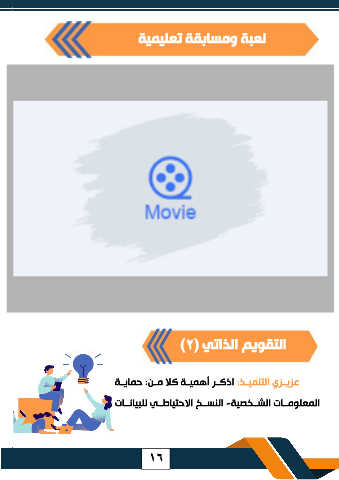 لعبة ومسابقة تعليمية
Movie
التقويم الذاتي (٢)
عزيزي التلميذ: اذكر أهمية كلا من: حماية
المعلومات الشخصية- النسخ الاحتياطي للبيانات
١٦